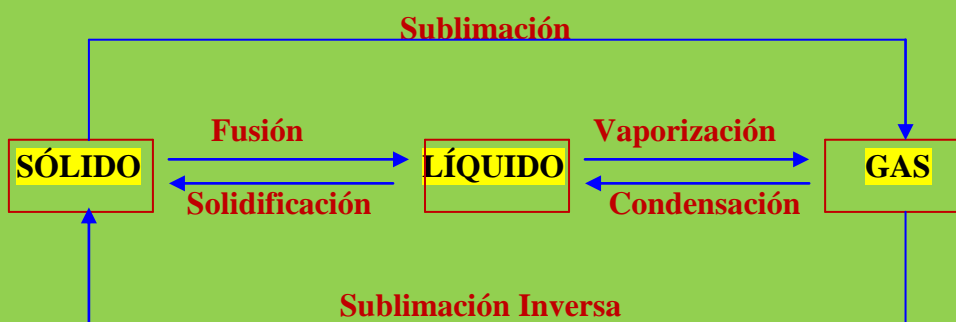 Sublimación
Fusión Vaporización
SÓLIDO LÍQUIDO GAS
Solidificación Condensación
Sublimación Inversa